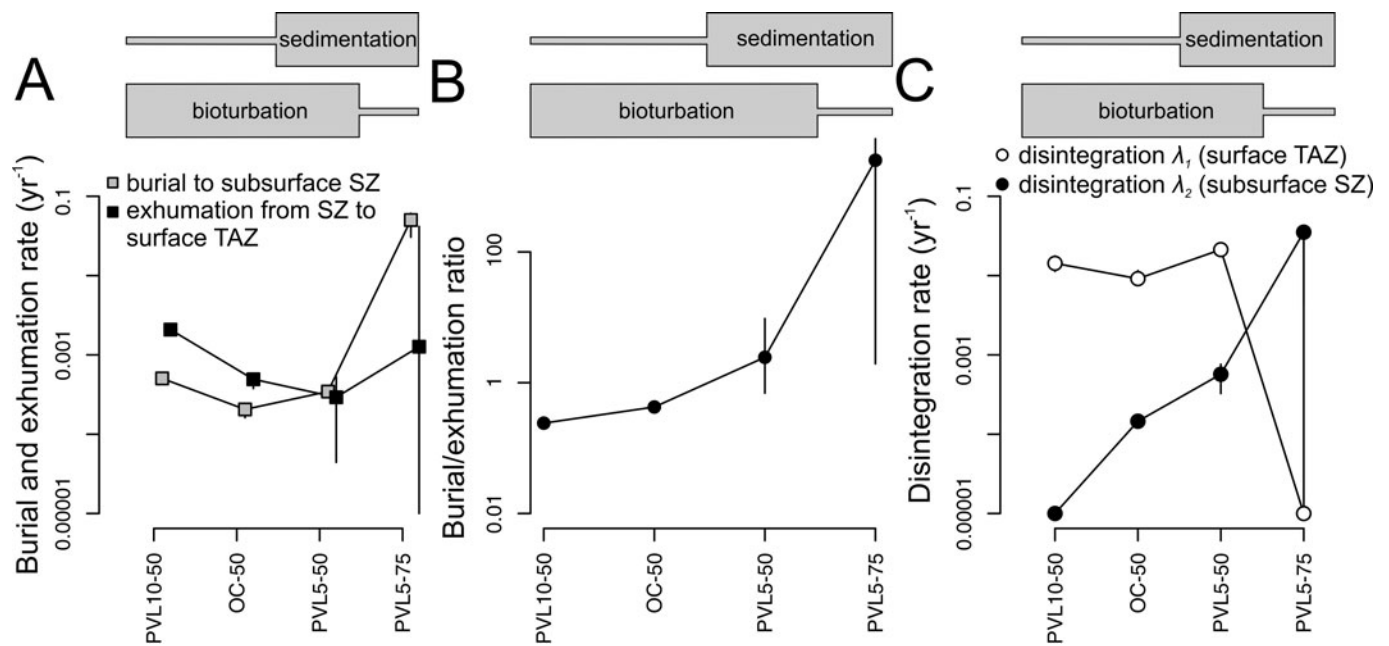 A
sedimentation
bioturbation
burial to subsurface SZ
exhumation from SZ to
surface TAZ
Burial and exhumation rate (yr-1)
0.1
0.001
0.00001
PVL10-50
OC-50
PVL5-50
PVL5-75
B
sedimentation
bioturbation
Burial/exhumation ratio
100
1
0.01
PVL10-50
OC-50
PVL5-50
PVL5-75
C
sedimentation
bioturbation
disintegration λ1 (surface TAZ)
disintegration λ2 (subsurface SZ)
Disintegration rate (yr-1)
0.1
0.001
0.00001
PVL10-50
OC-50
PVL5-50
PVL5-75